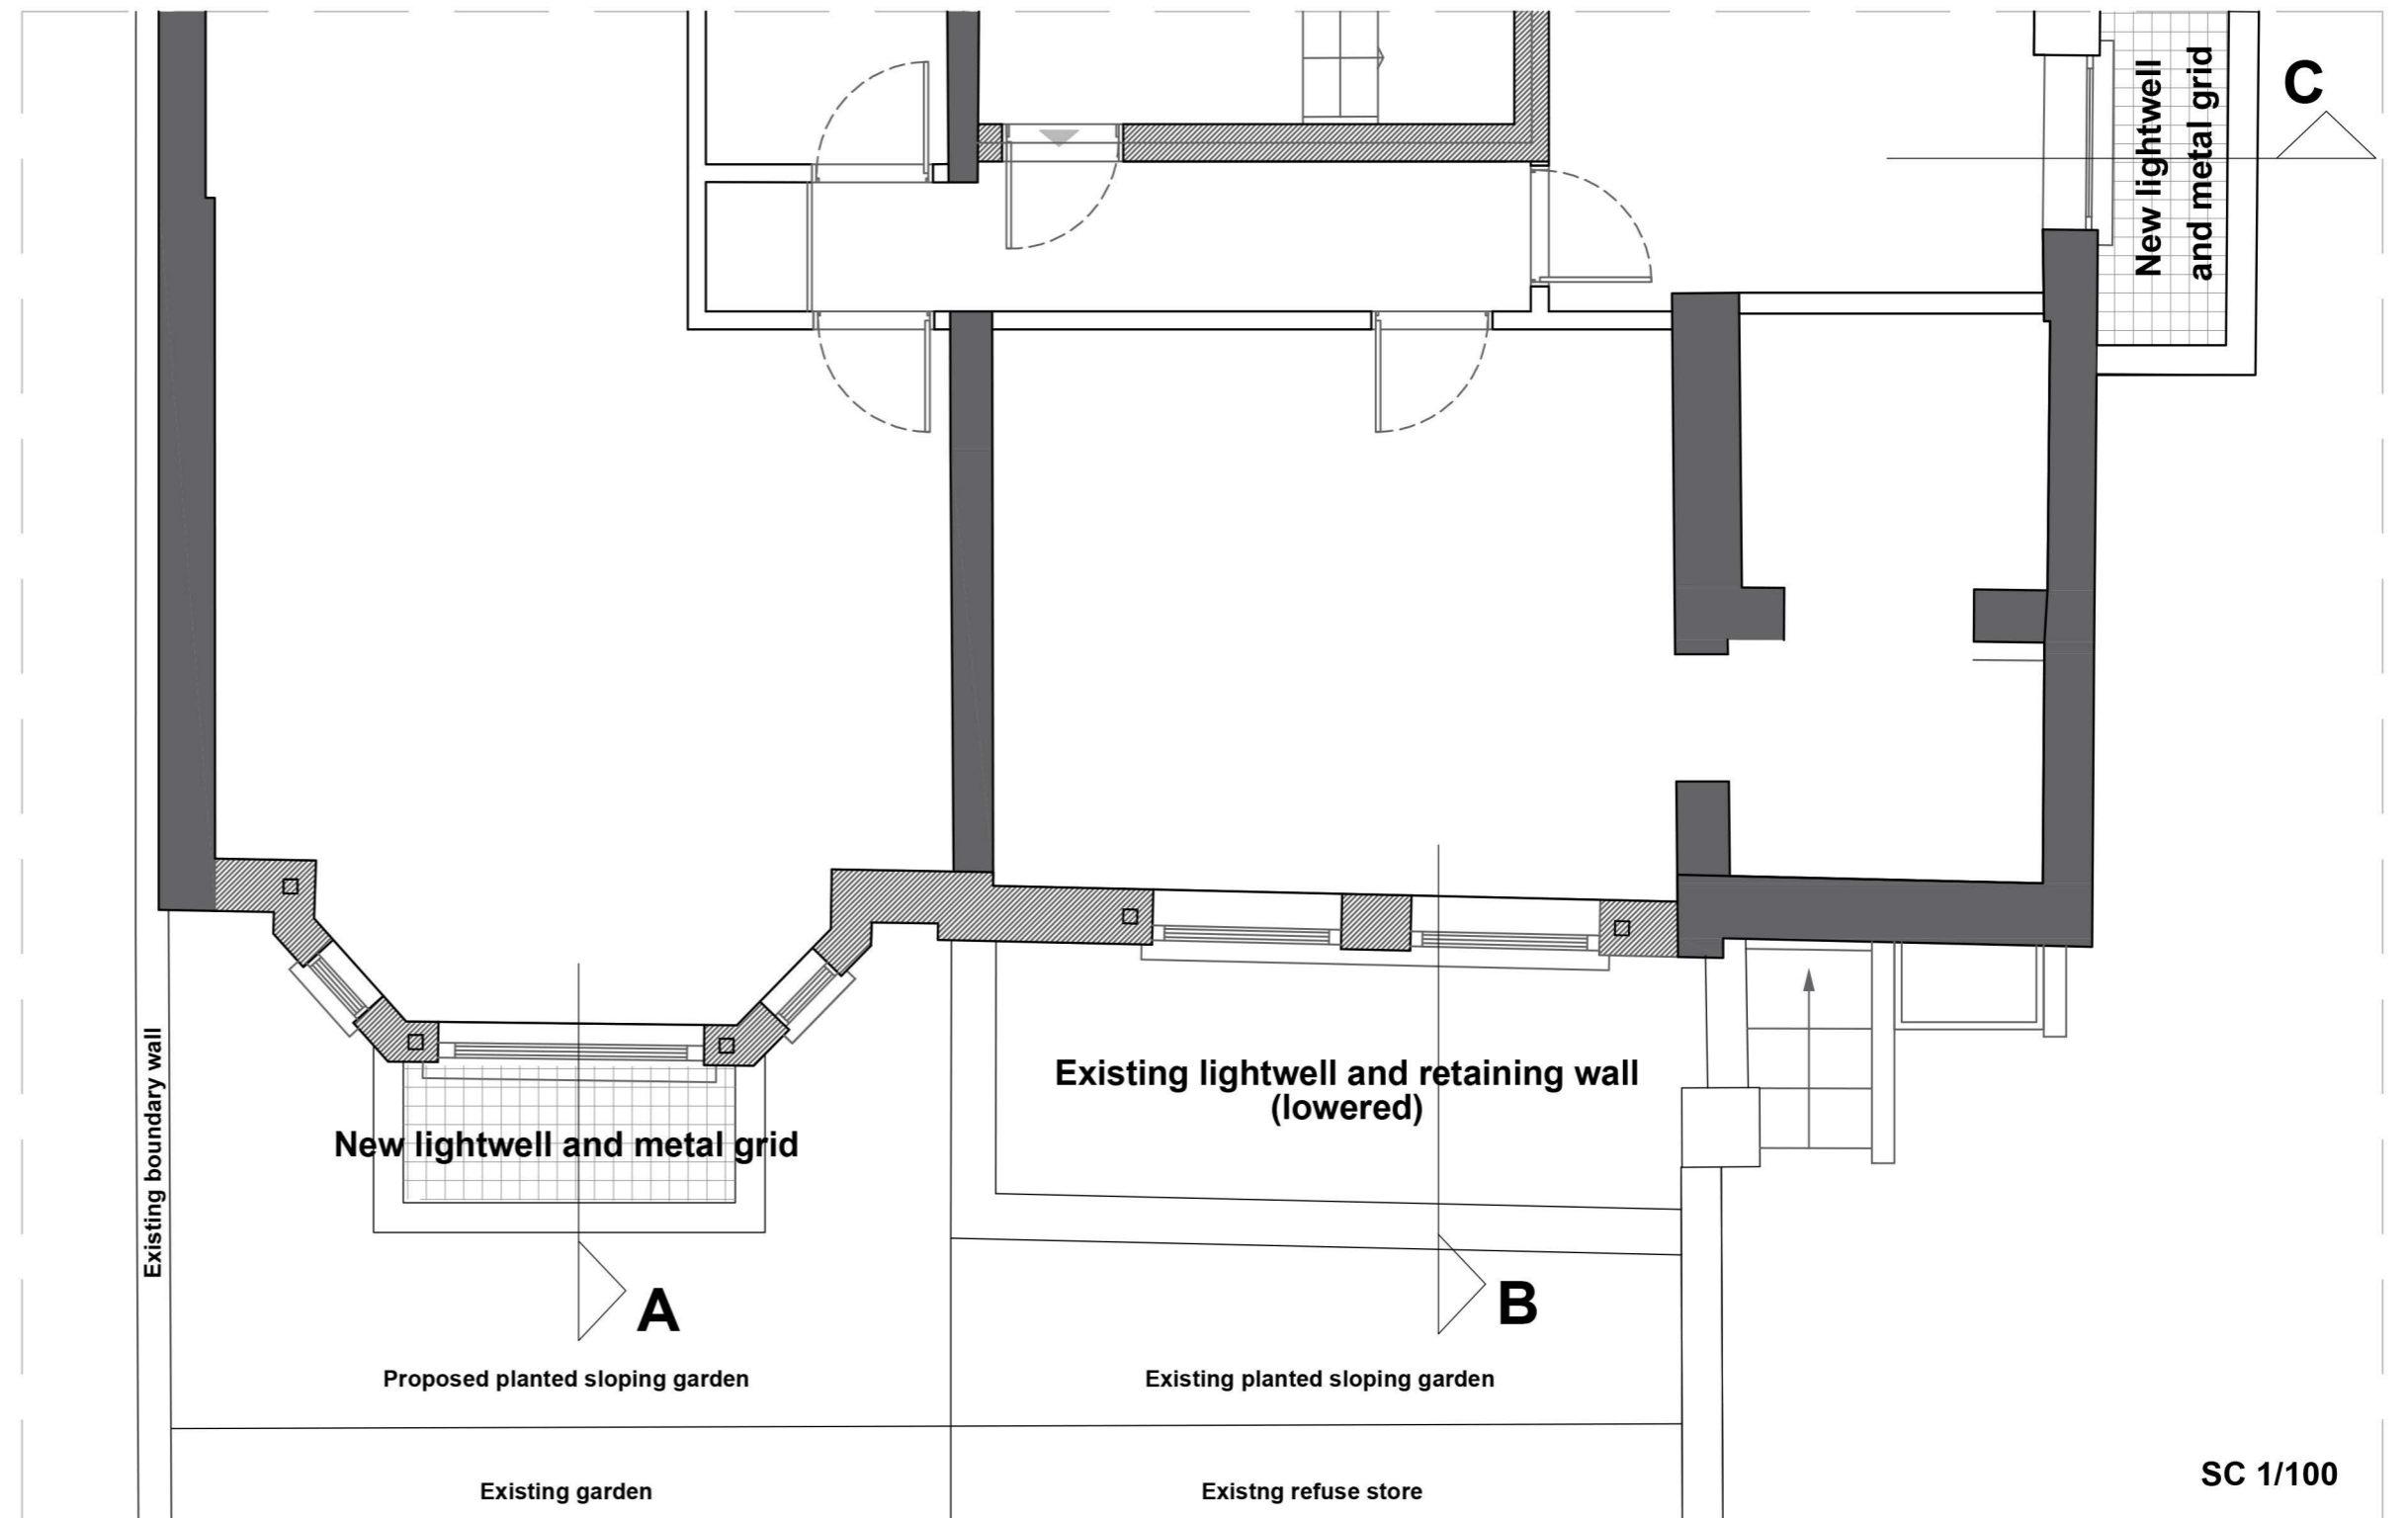 C
New lightwell
and metal grid
Existing boundary wall
Existing lightwell and retaining wall
(lowered)
New lightwell and metal grid
A
B
Proposed planted sloping garden
Existing planted sloping garden
Existing garden
Existng refuse store
SC 1/100